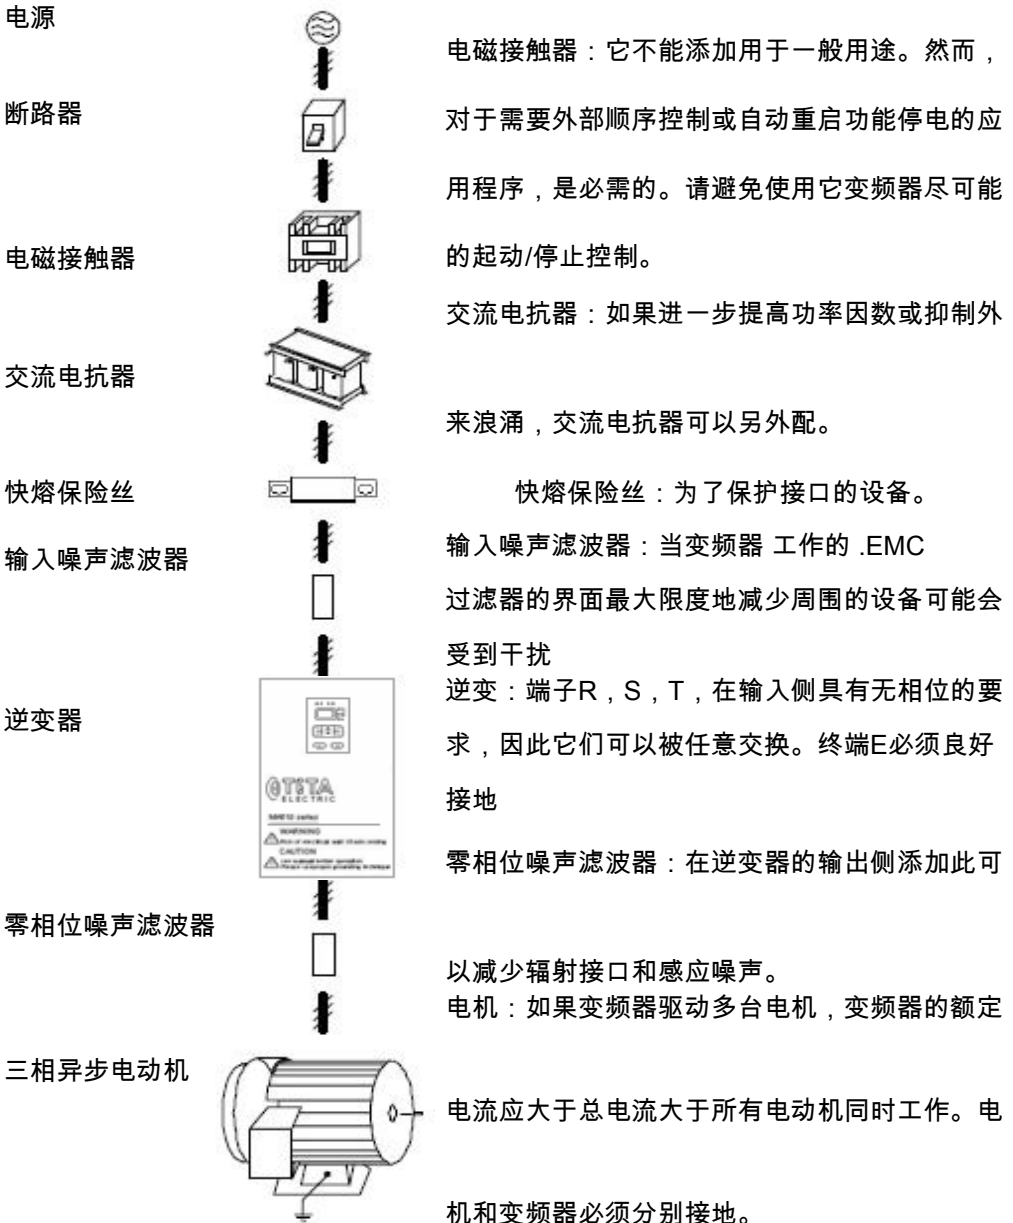 电源
电磁接触器：它不能添加用于一般用途。然而，
断路器
对于需要外部顺序控制或自动重启功能停电的应
用程序，是必需的。请避免使用它变频器尽可能
电磁接触器
的起动/停止控制。
交流电抗器：如果进一步提高功率因数或抑制外
交流电抗器
来浪涌，交流电抗器可以另外配。
快熔保险丝
快熔保险丝：为了保护接口的设备。
输入噪声滤波器
输入噪声滤波器：当变频器 工作的 .EMC
过滤器的界面最大限度地减少周围的设备可能会
受到干扰
逆变：端子R，S，T，在输入侧具有无相位的要
逆变器
求，因此它们可以被任意交换。终端E必须良好
接地
TETA
ELECTRIC
WARNING
CAUTION
零相位噪声滤波器：在逆变器的输出侧添加此可
零相位噪声滤波器
以减少辐射接口和感应噪声。
电机：如果变频器驱动多台电机，变频器的额定
三相异步电动机
电流应大于总电流大于所有电动机同时工作。电
机和变频器必须分别接地。